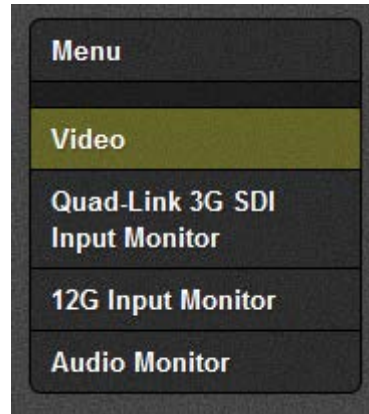 Menu
Video
Quad-Link 3G SDI
Input Monitor
12G Input Monitor
Audio Monitor